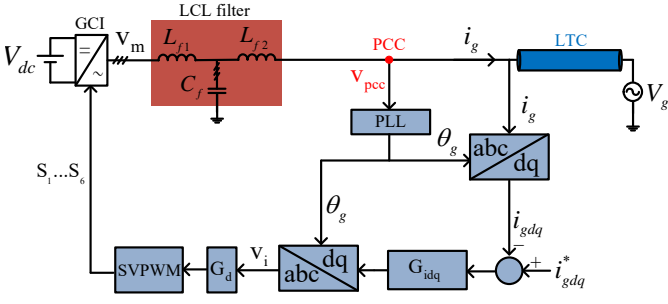 GCI
LCL filter
V_dc
=
~
v_m
L_f1
L_f2
C_f
PCC
v_pcc
i_g
LTC
V_g
PLL
i_g
θ_g
abc
dq
S_1...S_6
θ_g
i_gdq
SVPWM
G_d
v_i
dq
abc
G_idq
−
+
i*_gdq